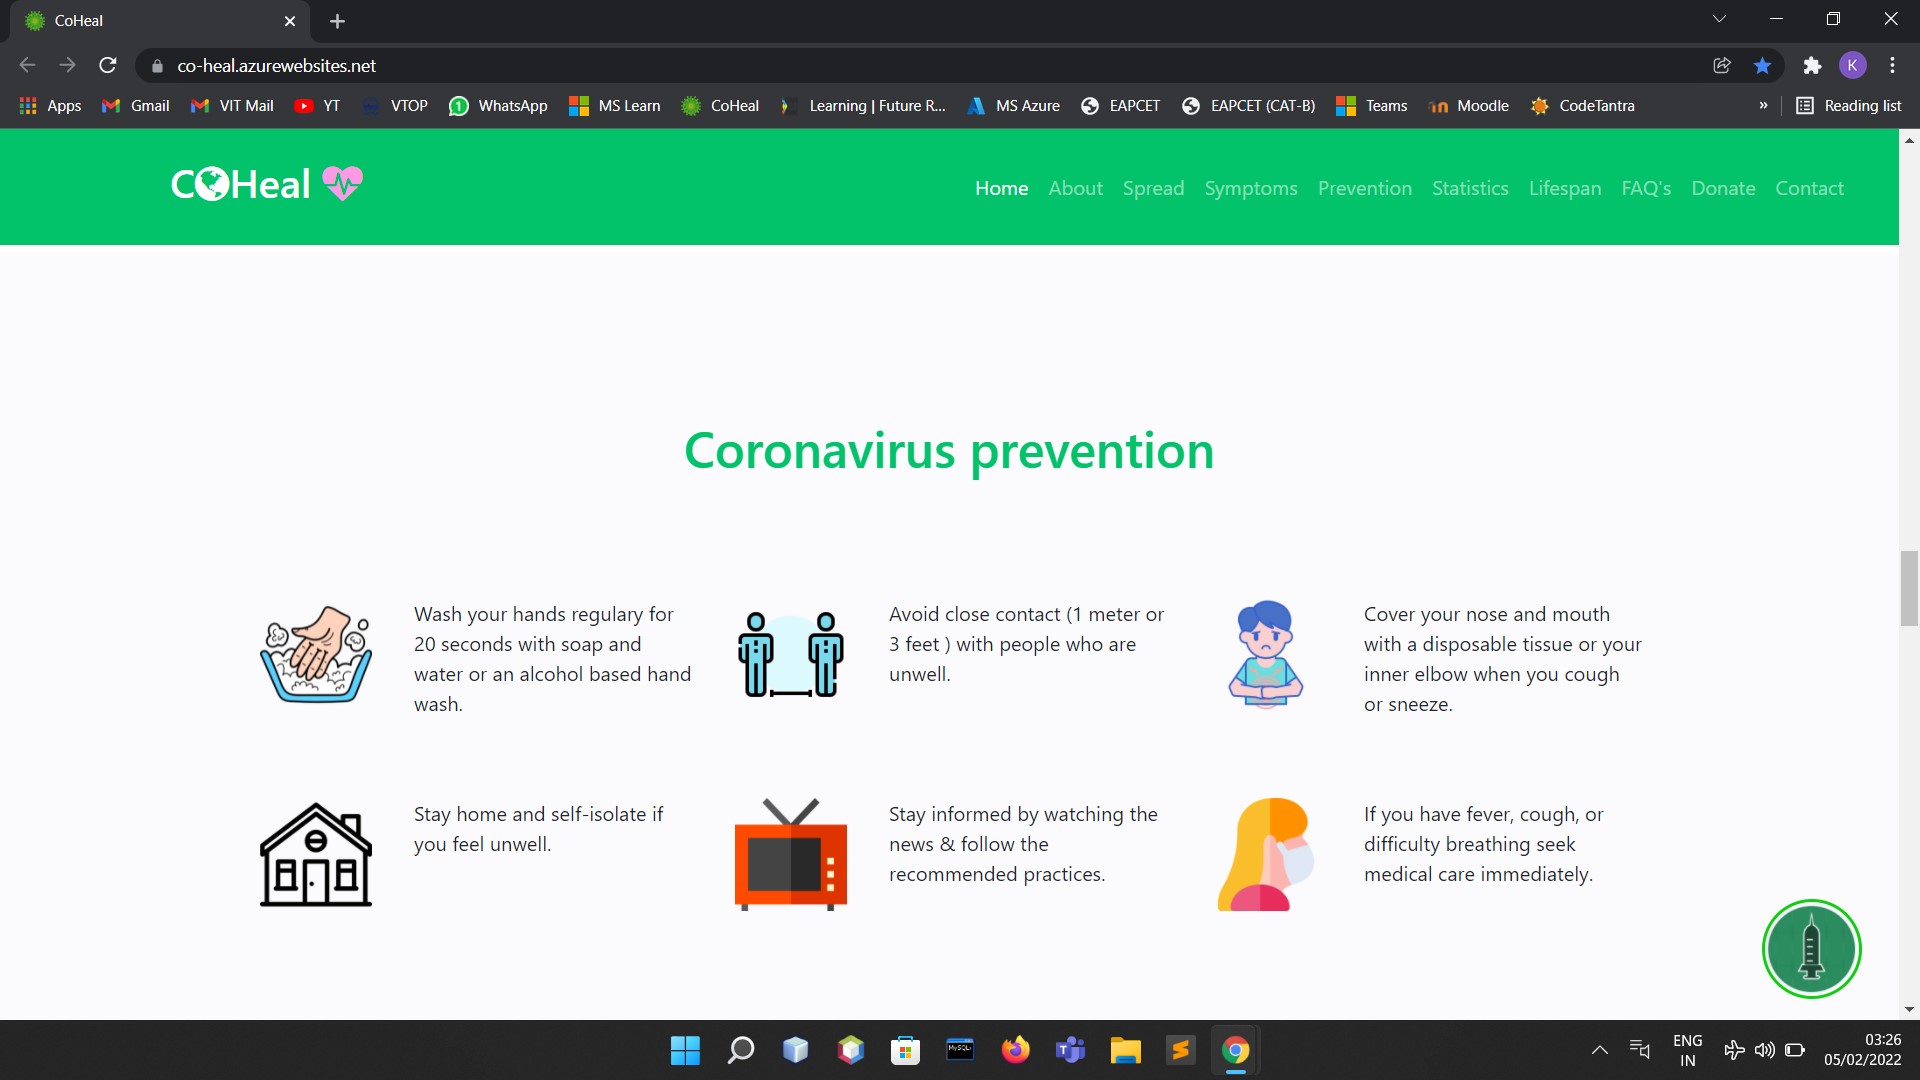 CoHeal
co-heal.azurewebsites.net
K
Apps Gmail VIT Mail YT VTOP WhatsApp MS Learn CoHeal Learning | Future R... MS Azure EAPCET EAPCET (CAT-B) Teams Moodle CodeTantra » Reading list
COHeal
Home About Spread Symptoms Prevention Statistics Lifespan FAQ's Donate Contact
Coronavirus prevention
Wash your hands regulary for
20 seconds with soap and
water or an alcohol based hand
wash.
Avoid close contact (1 meter or
3 feet ) with people who are
unwell.
Cover your nose and mouth
with a disposable tissue or your
inner elbow when you cough
or sneeze.
Stay home and self-isolate if
you feel unwell.
Stay informed by watching the
news & follow the
recommended practices.
If you have fever, cough, or
difficulty breathing seek
medical care immediately.
ENG
IN
03:26
05/02/2022